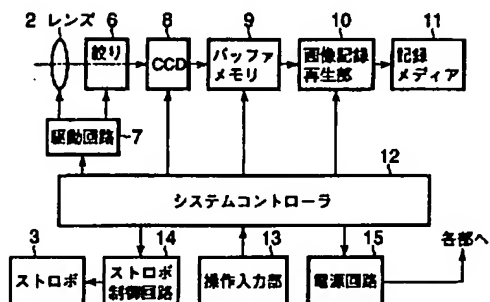 2 レンズ 6 8 9 10 11
絞り
CCD
バッファ
メモリ
画像記録
再生部
記録
メディア
駆動回路 7
12
システムコントローラ
3 14 13 15 各部へ
ストロボ
ストロボ
制御回路
操作入力部
電源回路